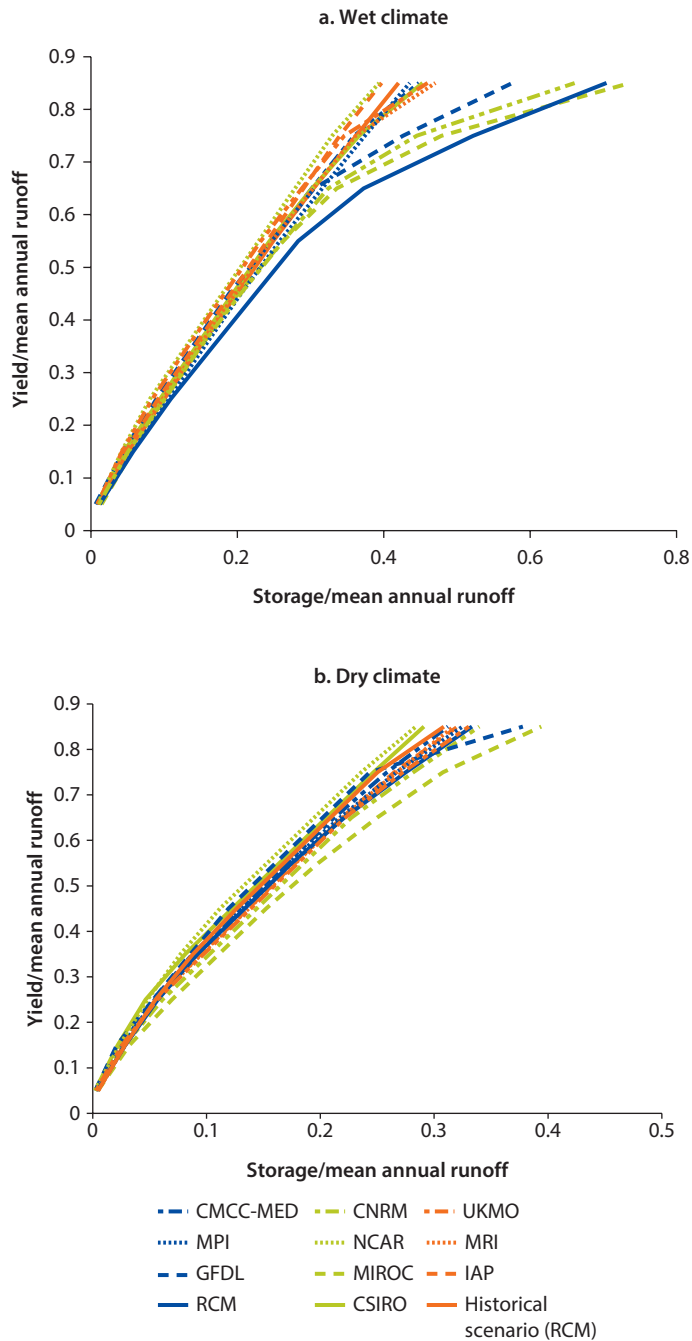 a. Wet climate
0.9
0.8
0.7
0.6
0.5
0.4
0.3
0.2
0.1
0
Yield/mean annual runoff
0 0.2 0.4 0.6 0.8
Storage/mean annual runoff
b. Dry climate
0.9
0.8
0.7
0.6
0.5
0.4
0.3
0.2
0.1
0
Yield/mean annual runoff
0 0.1 0.2 0.3 0.4 0.5
Storage/mean annual runoff
CMCC-MED CNRM UKMO
MPI NCAR MRI
GFDL MIROC IAP
RCM CSIRO Historical
scenario (RCM)